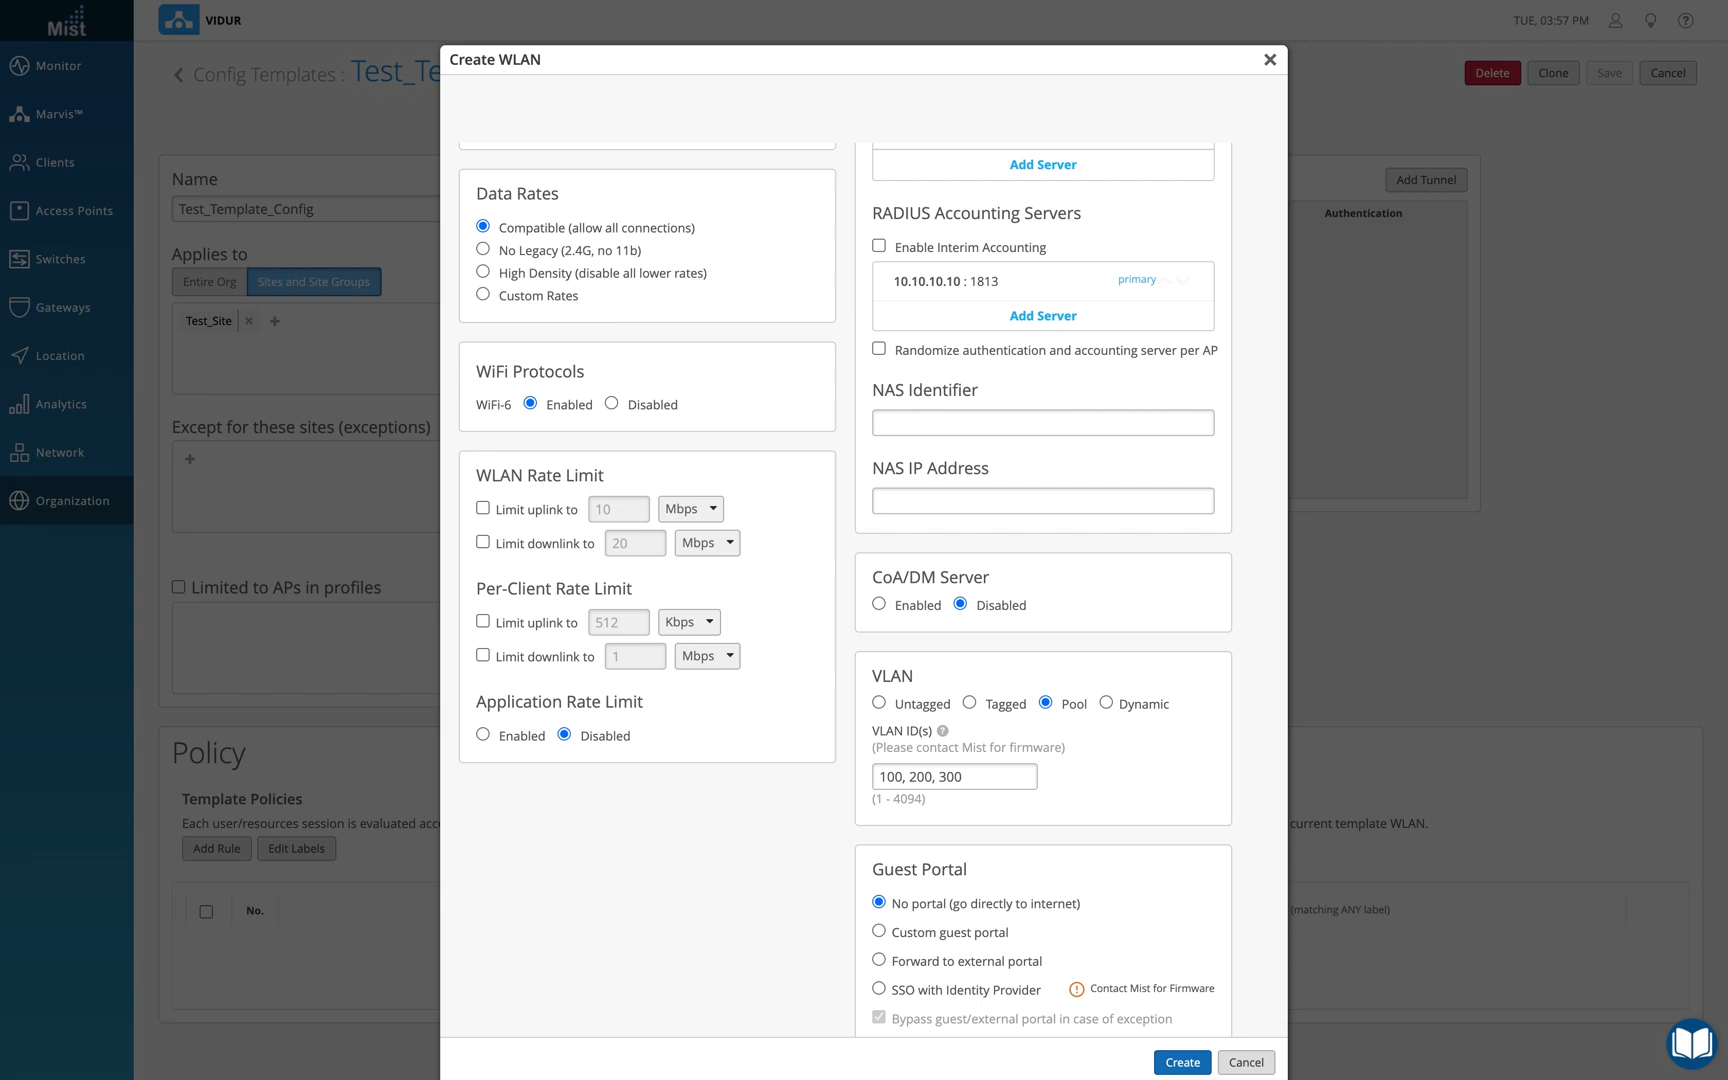 Mist
VIDUR
TUE, 03:57 PM
Monitor
Marvis™
Clients
Access Points
Switches
Gateways
Location
Analytics
Network
Organization
Config Templates : Test_Te
Delete
Clone
Save
Cancel
Name
Test_Template_Config
Applies to
Entire Org
Sites and Site Groups
Test_Site
Except for these sites (exceptions)
Limited to APs in profiles
Add Tunnel
Authentication
Policy
Template Policies
Each user/resources session is evaluated acc
current template WLAN.
Add Rule
Edit Labels
No.
(matching ANY label)
Create WLAN
Data Rates
Compatible (allow all connections)
No Legacy (2.4G, no 11b)
High Density (disable all lower rates)
Custom Rates
WiFi Protocols
WiFi-6 Enabled Disabled
WLAN Rate Limit
Limit uplink to 10 Mbps
Limit downlink to 20 Mbps
Per-Client Rate Limit
Limit uplink to 512 Kbps
Limit downlink to 1 Mbps
Application Rate Limit
Enabled Disabled
Add Server
RADIUS Accounting Servers
Enable Interim Accounting
10.10.10.10 : 1813 primary
Add Server
Randomize authentication and accounting server per AP
NAS Identifier
NAS IP Address
CoA/DM Server
Enabled Disabled
VLAN
Untagged Tagged Pool Dynamic
VLAN ID(s) ?
(Please contact Mist for firmware)
100, 200, 300
(1 - 4094)
Guest Portal
No portal (go directly to internet)
Custom guest portal
Forward to external portal
SSO with Identity Provider Contact Mist for Firmware
Bypass guest/external portal in case of exception
Create
Cancel